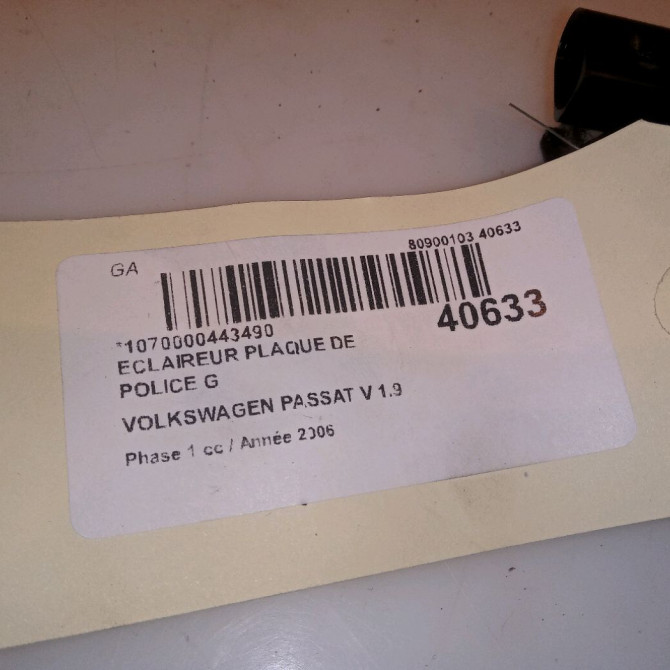 GA
80900103 40633
40633
*1070000443490
ECLAIREUR PLAQUE DE
POLICE G
VOLKSWAGEN PASSAT V 1.9
Phase 1 cc / Année 2006